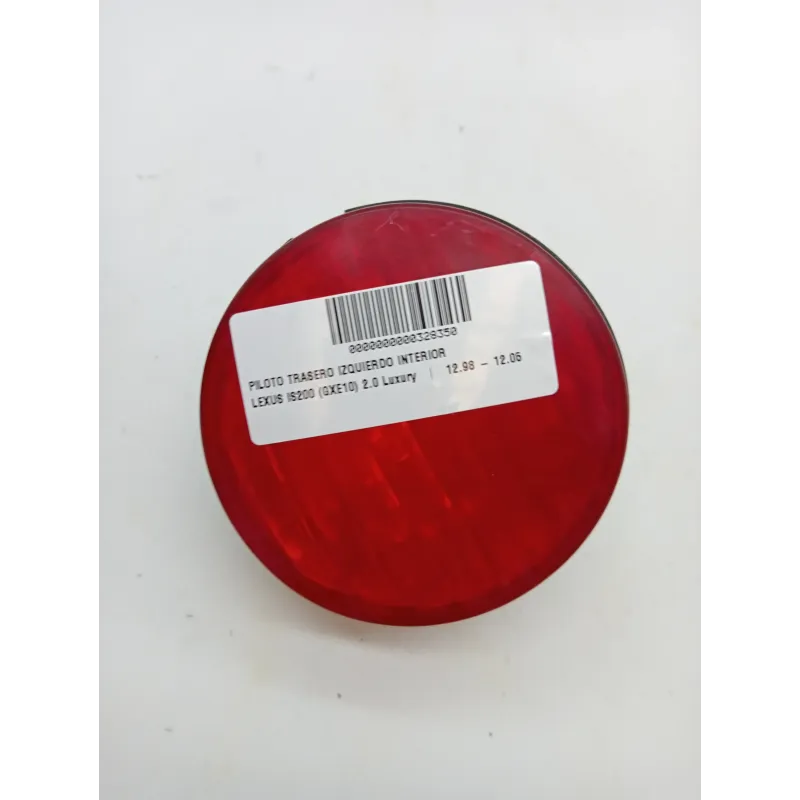 0000000000328350
PILOTO TRASERO IZQUIERDO INTERIOR
LEXUS IS200 (GXE10) 2.0 Luxury | 12.98 – 12.05